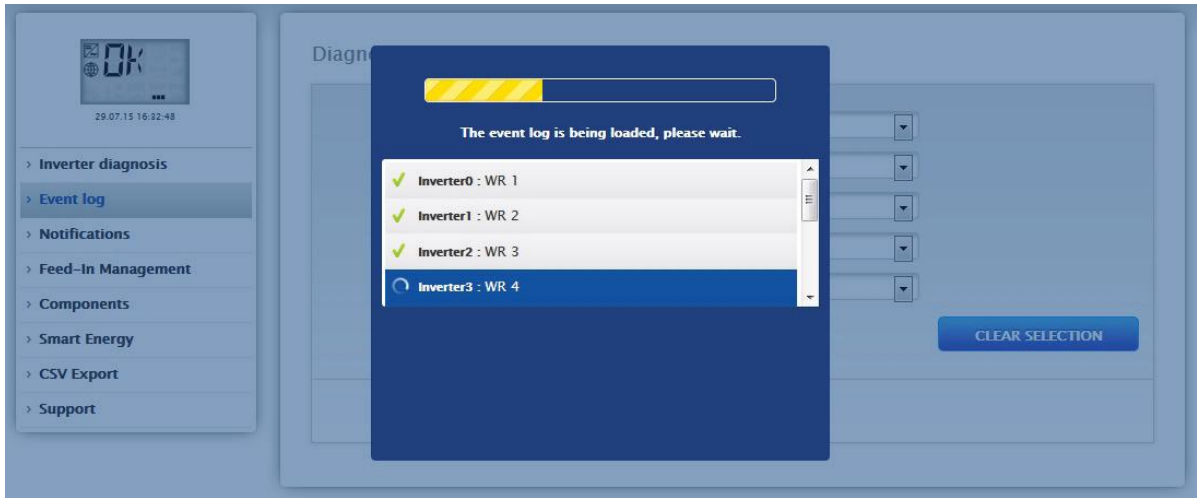 OK
29.07.15 16:32:48
Inverter diagnosis
Event log
Notifications
Feed-In Management
Components
Smart Energy
CSV Export
Support
Diagn
The event log is being loaded, please wait.
Inverter0 : WR 1
Inverter1 : WR 2
Inverter2 : WR 3
Inverter3 : WR 4
CLEAR SELECTION